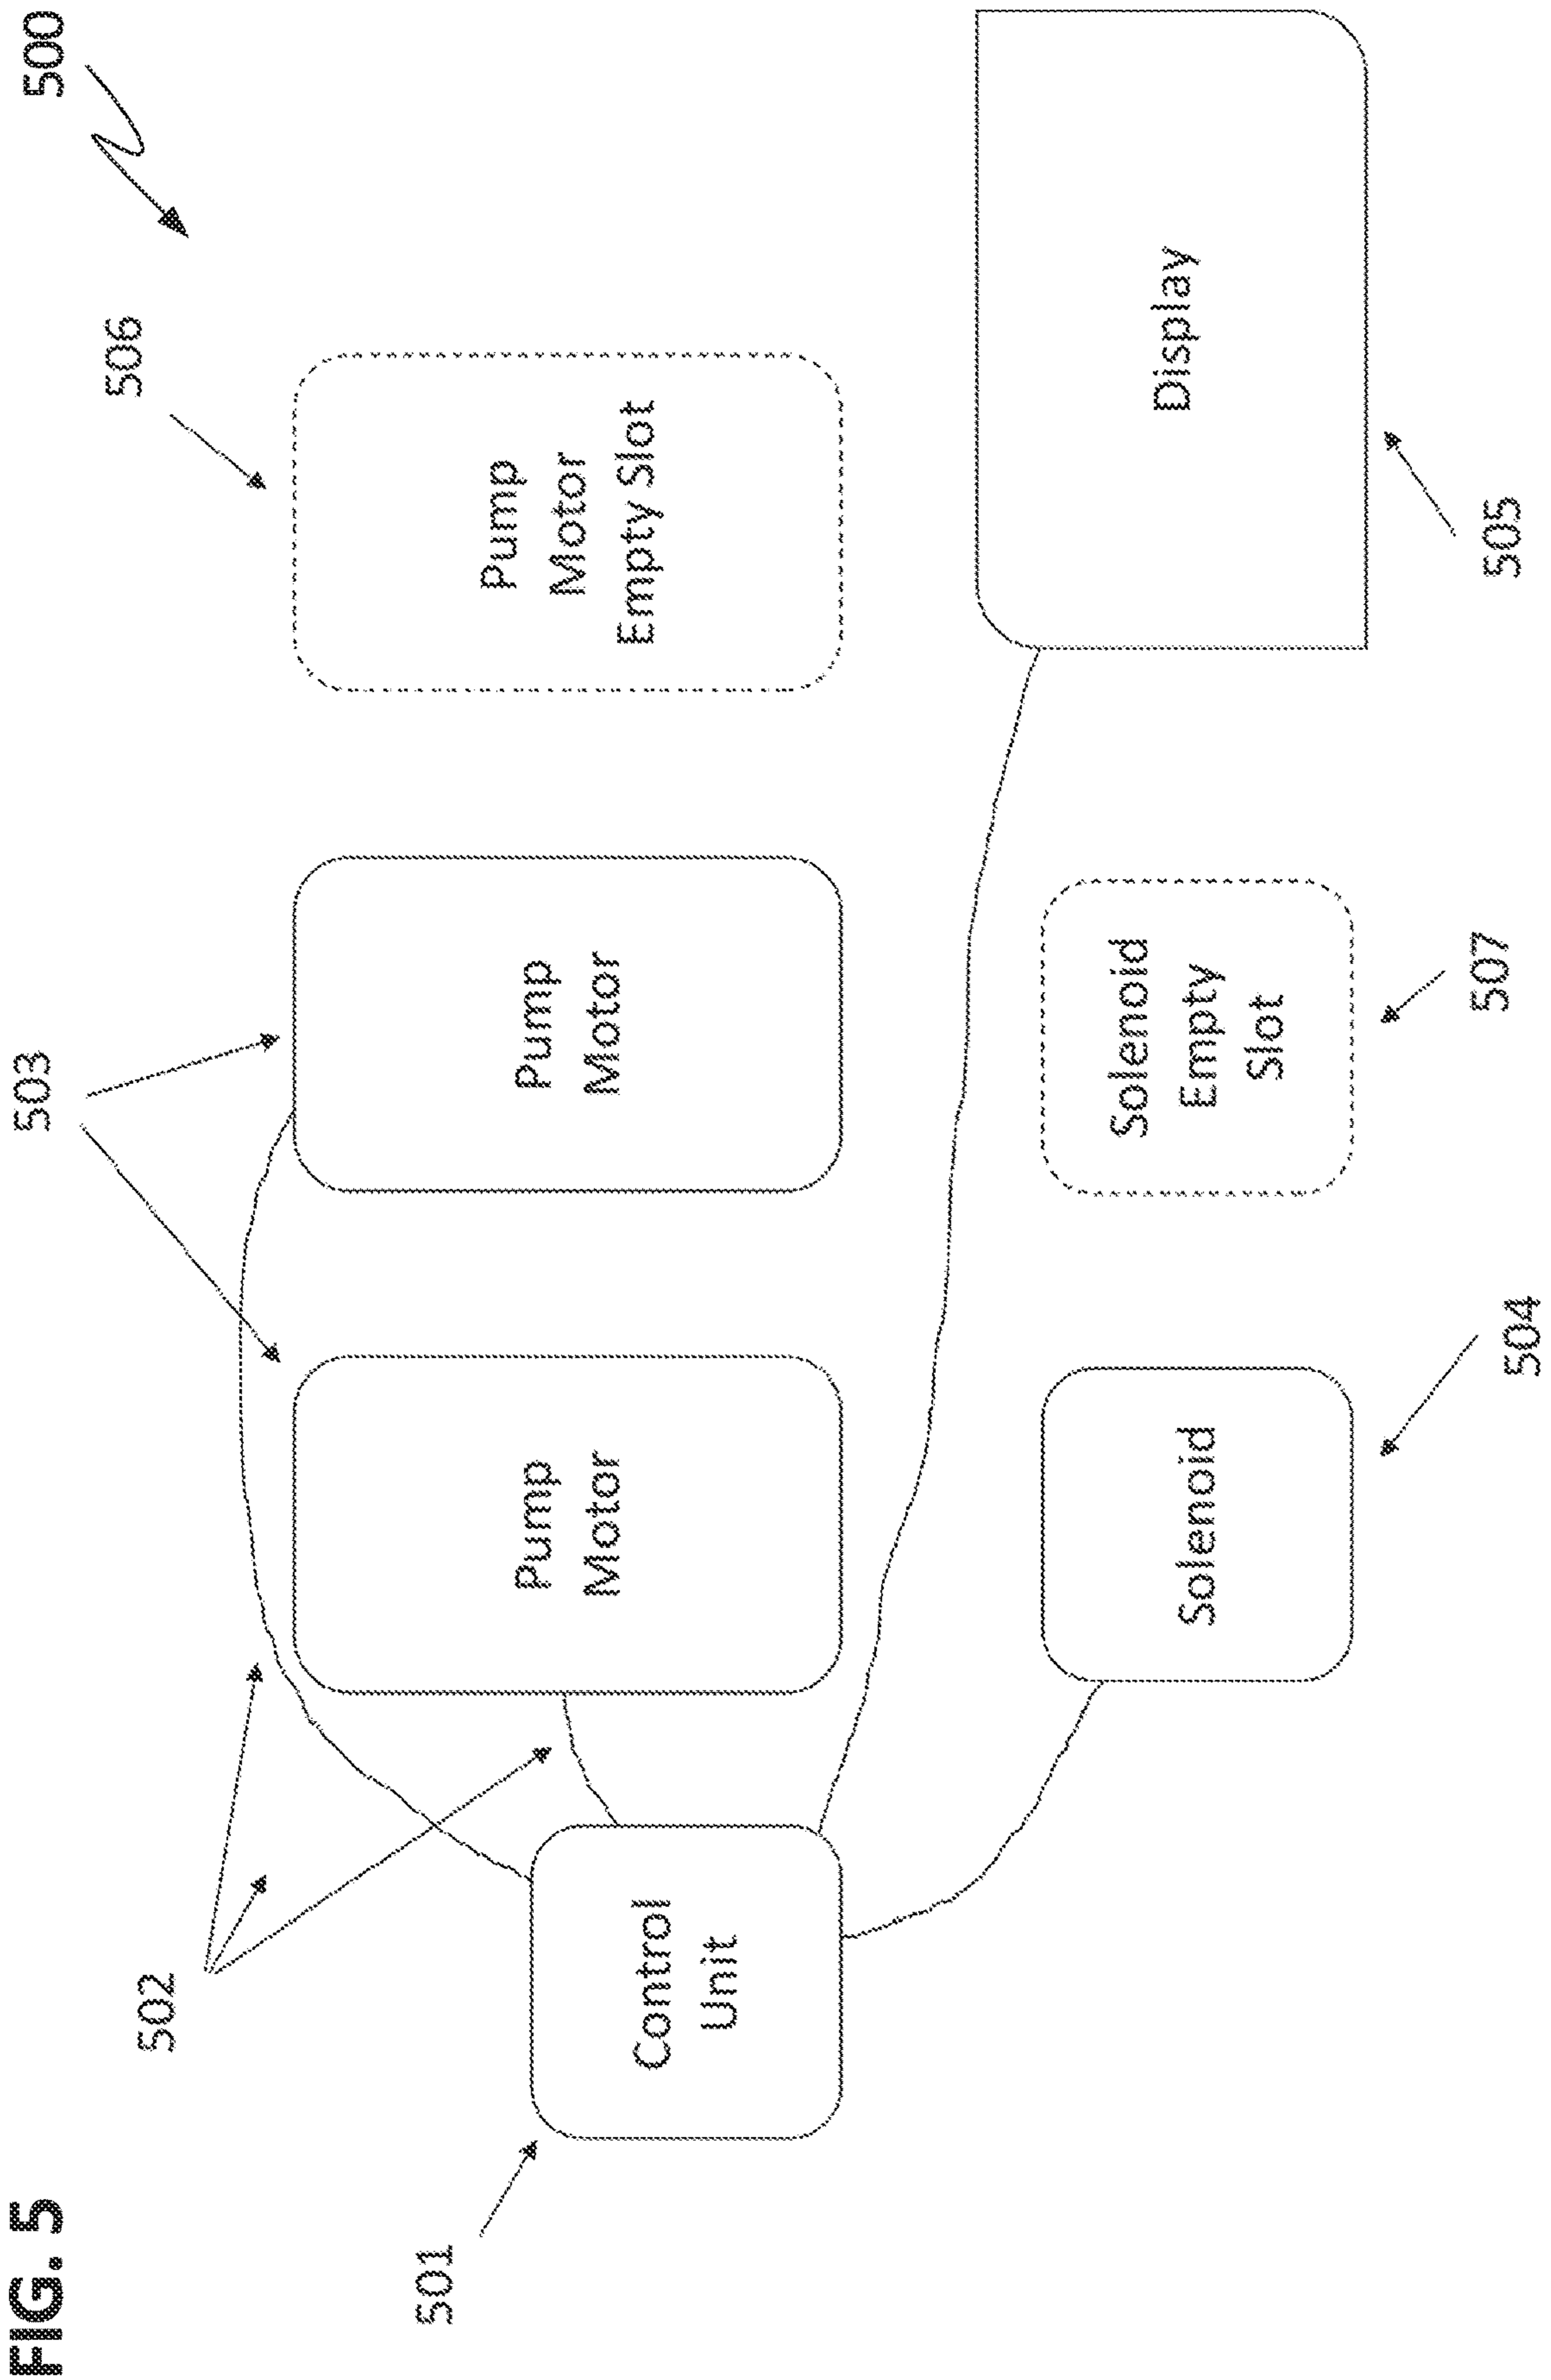 FIG. 5
500
503
502
506
501
Pump
Motor
Pump
Motor
Pump
Motor
Empty Slot
Control
Unit
Solenoid
Solenoid
Empty
Slot
Display
504
507
505